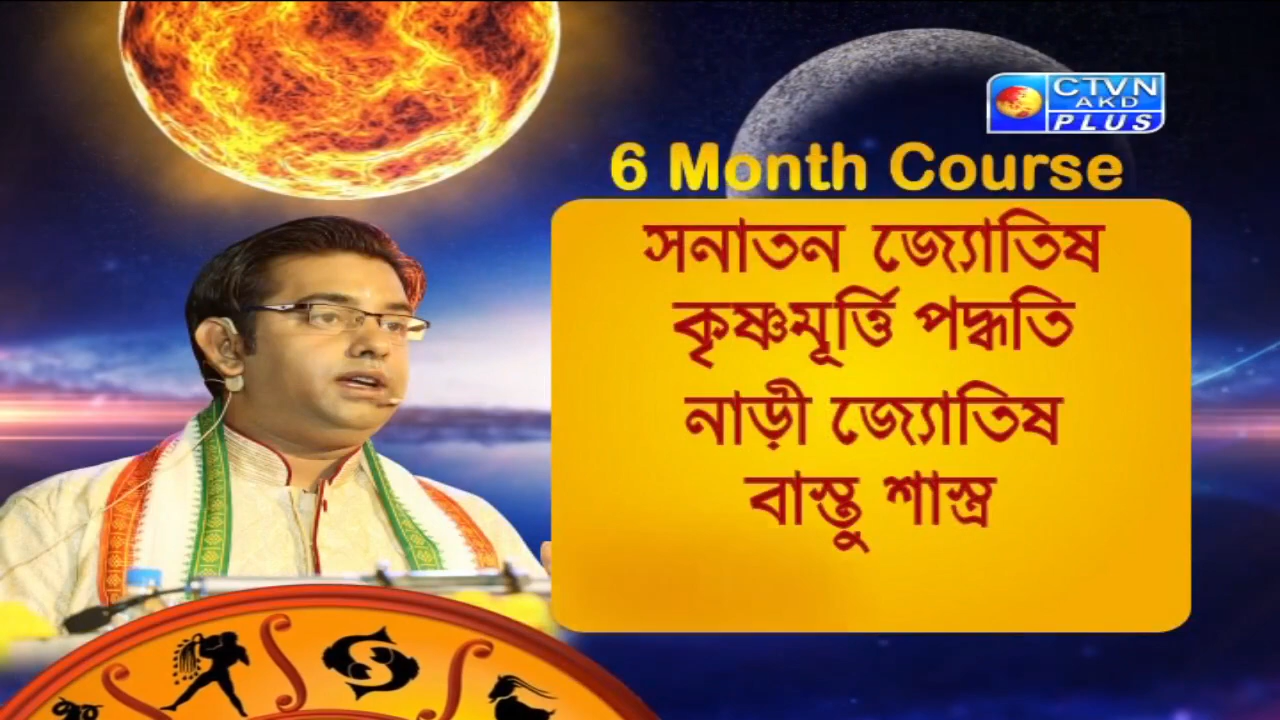 CTVN
AKD
PLUS
6 Month Course
সনাতন জ্যোতিষ
কৃষ্ণমূর্ত্তি পদ্ধতি
নাড়ী জ্যোতিষ
বাস্তু শাস্ত্র